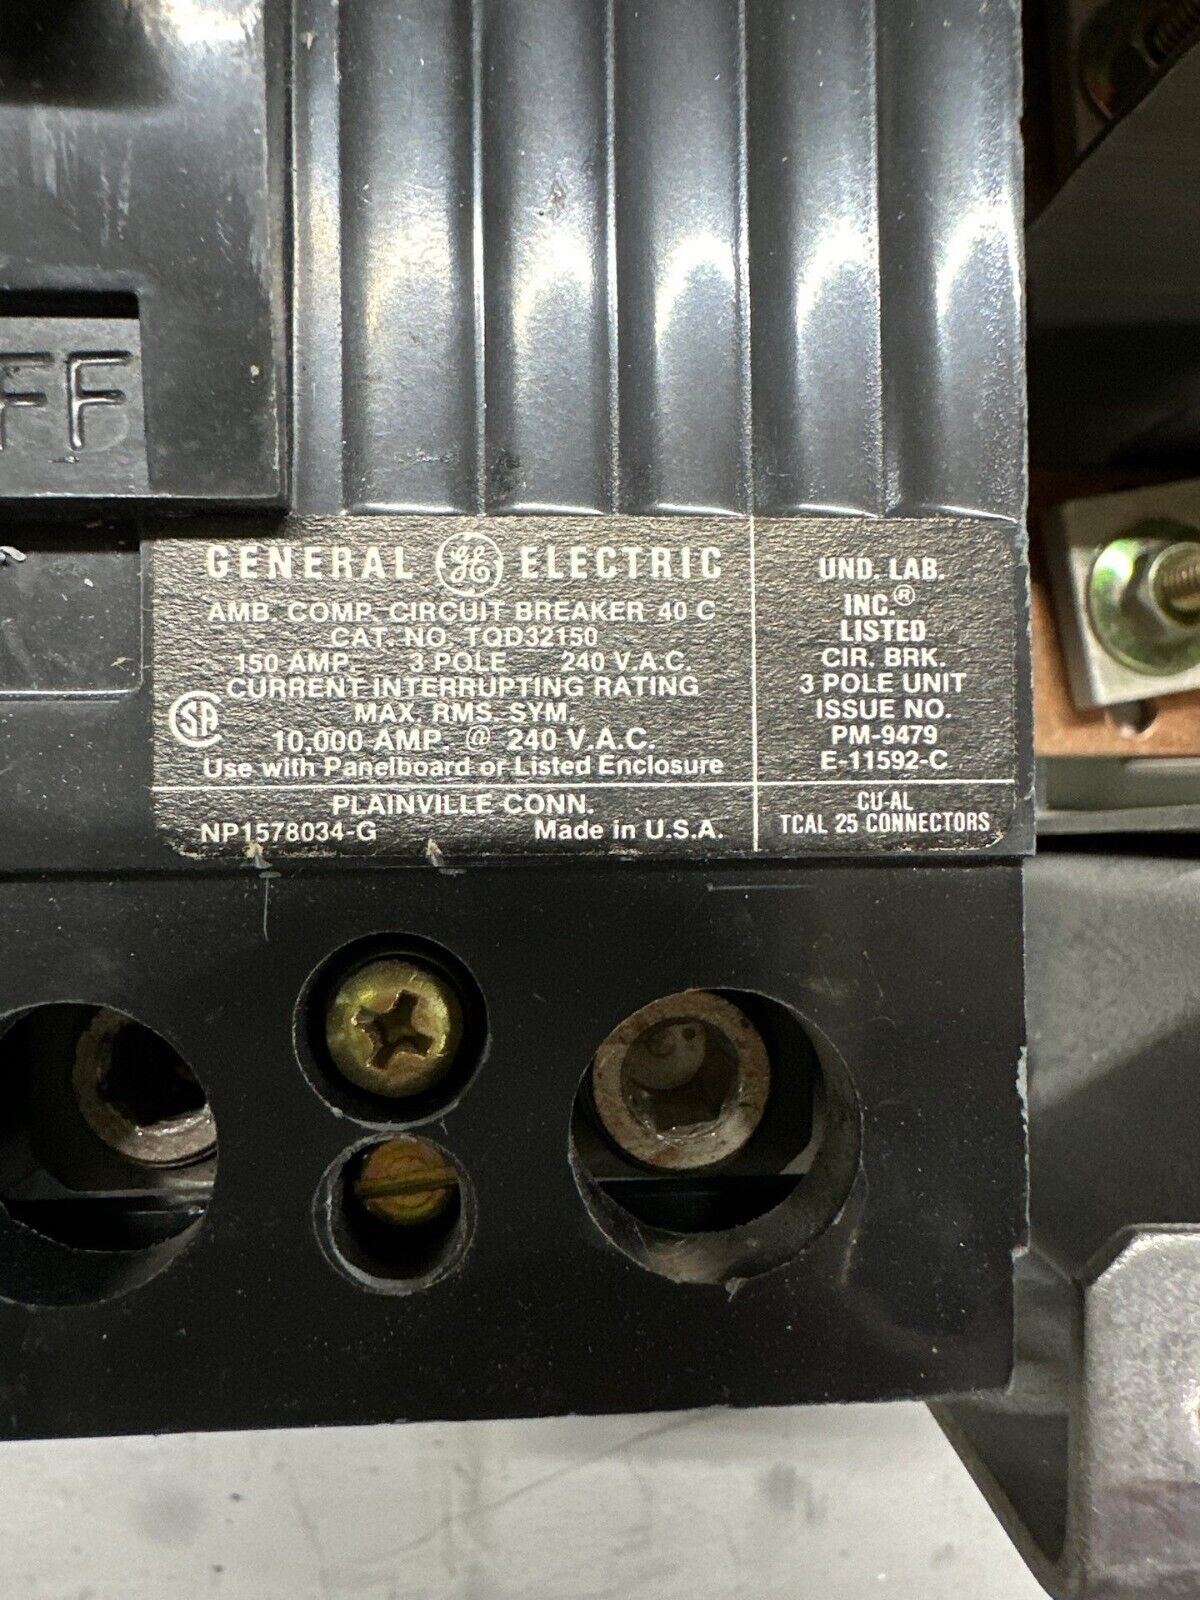 FF
GENERAL GE ELECTRIC
AMB. COMP. CIRCUIT BREAKER 40 C
CAT. NO. TQD32150
150 AMP. 3 POLE 240 V.A.C.
CURRENT INTERRUPTING RATING
MAX. RMS. SYM.
SA
10,000 AMP. @ 240 V.A.C.
Use with Panelboard or Listed Enclosure
PLAINVILLE CONN.
NP1578034-G Made in U.S.A.
UND. LAB.
INC.®
LISTED
CIR. BRK.
3 POLE UNIT
ISSUE NO.
PM-9479
E-11592-C
CU-AL
TCAL 25 CONNECTORS